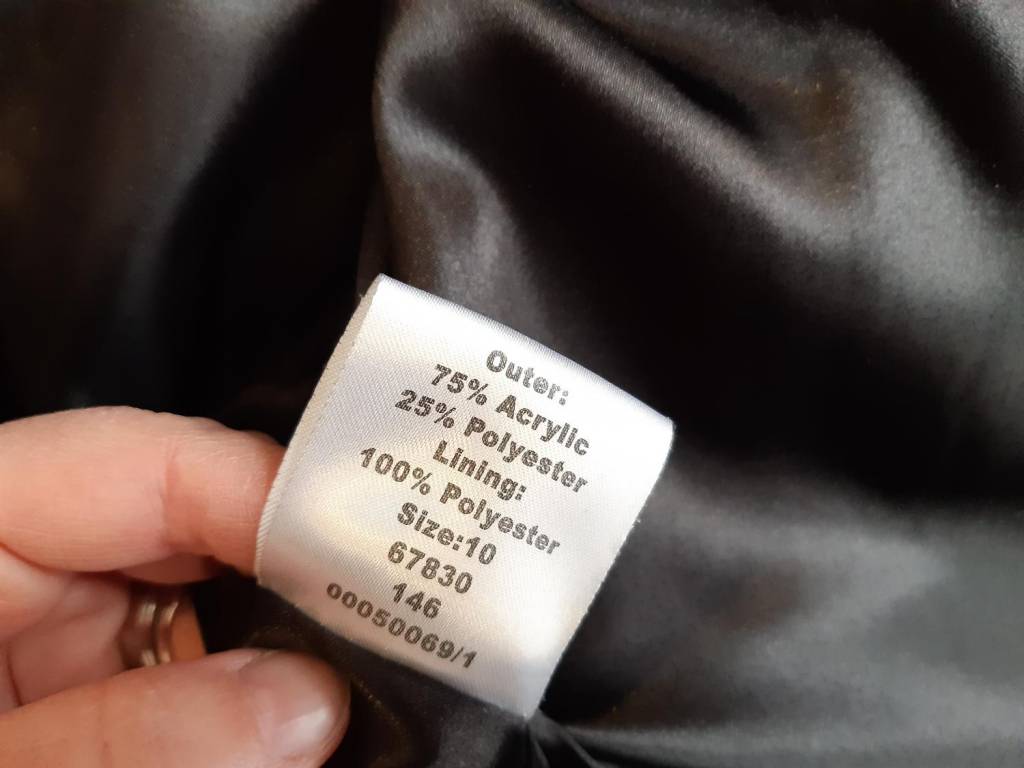 Outer:
75% Acrylic
25% Polyester
Lining:
100% Polyester
Size:10
67830
146
00050069/1